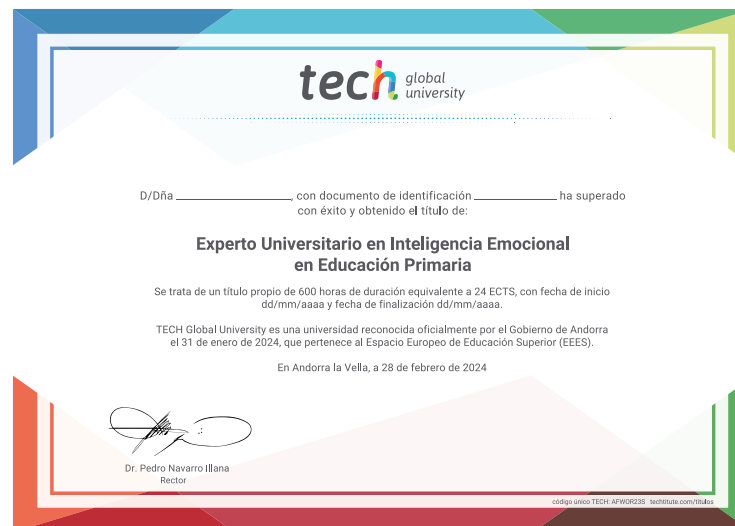 tech global university
D/Dña ____________________, con documento de identificación ______________ ha superado
con éxito y obtenido el título de:
Experto Universitario en Inteligencia Emocional
en Educación Primaria
Se trata de un título propio de 600 horas de duración equivalente a 24 ECTS, con fecha de inicio
dd/mm/aaaa y fecha de finalización dd/mm/aaaa.
TECH Global University es una universidad reconocida oficialmente por el Gobierno de Andorra
el 31 de enero de 2024, que pertenece al Espacio Europeo de Educación Superior (EEES).
En Andorra la Vella, a 28 de febrero de 2024
Dr. Pedro Navarro Illana
Rector
código único TECH: AFWOR23S techtitute.com/títulos